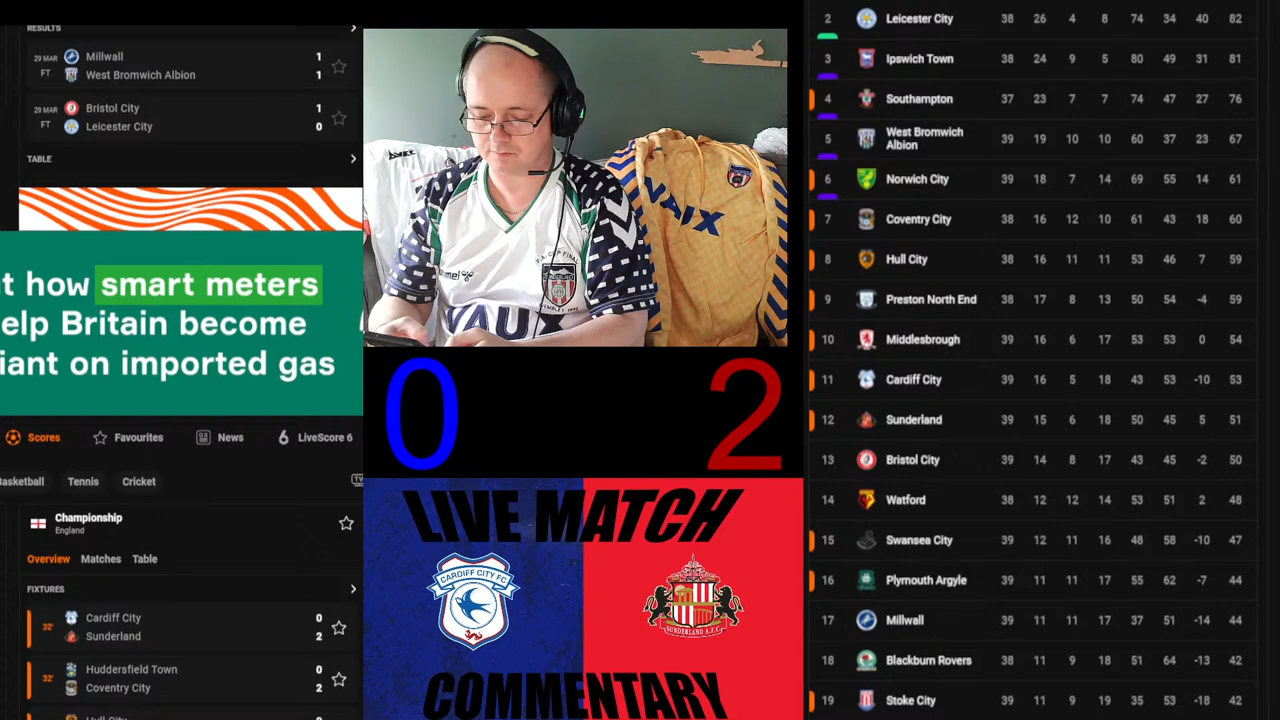 RESULTS
29 MAR Millwall 1
FT West Bromwich Albion 1
29 MAR Bristol City 1
FT Leicester City 0
TABLE
t how smart meters
elp Britain become
iant on imported gas
Scores Favourites News 6 LiveScore 6
Basketball Tennis Cricket TV
Championship
England
Overview Matches Table
FIXTURES
32' Cardiff City 0
Sunderland 2
32' Huddersfield Town 0
Coventry City 2
Hull City
VAUX
VAUX
0 2
LIVE MATCH
CARDIFF CITY FC
SUNDERLAND A.F.C
COMMENTARY
2 Leicester City 38 26 4 8 74 34 40 82
3 Ipswich Town 38 24 9 5 80 49 31 81
4 Southampton 37 23 7 7 74 47 27 76
5 West Bromwich Albion 39 19 10 10 60 37 23 67
6 Norwich City 39 18 7 14 69 55 14 61
7 Coventry City 38 16 12 10 61 43 18 60
8 Hull City 38 16 11 11 53 46 7 59
9 Preston North End 38 17 8 13 50 54 -4 59
10 Middlesbrough 39 16 6 17 53 53 0 54
11 Cardiff City 39 16 5 18 43 53 -10 53
12 Sunderland 39 15 6 18 50 45 5 51
13 Bristol City 39 14 8 17 43 45 -2 50
14 Watford 38 12 12 14 53 51 2 48
15 Swansea City 39 12 11 16 48 58 -10 47
16 Plymouth Argyle 39 11 11 17 55 62 -7 44
17 Millwall 39 11 11 17 37 51 -14 44
18 Blackburn Rovers 38 11 9 18 51 64 -13 42
19 Stoke City 39 11 9 19 35 53 -18 42